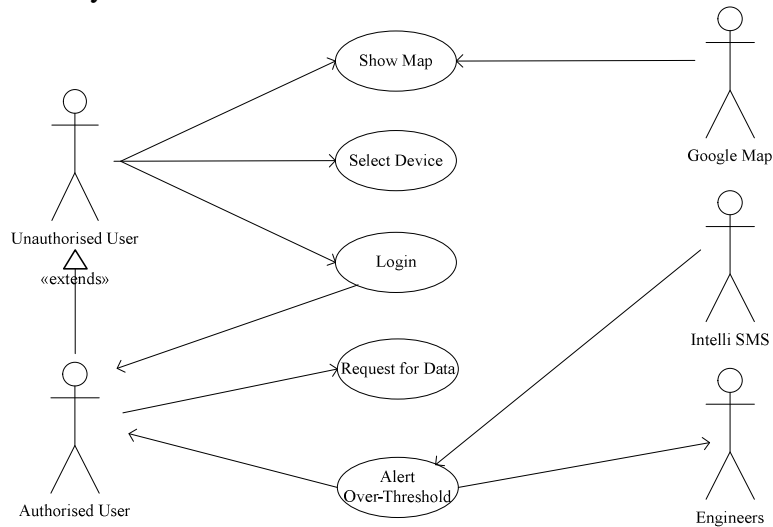 Show Map
Google Map
Select Device
Unauthorised User
«extends»
Login
Intelli SMS
Request for Data
Alert
Over-Threshold
Authorised User
Engineers